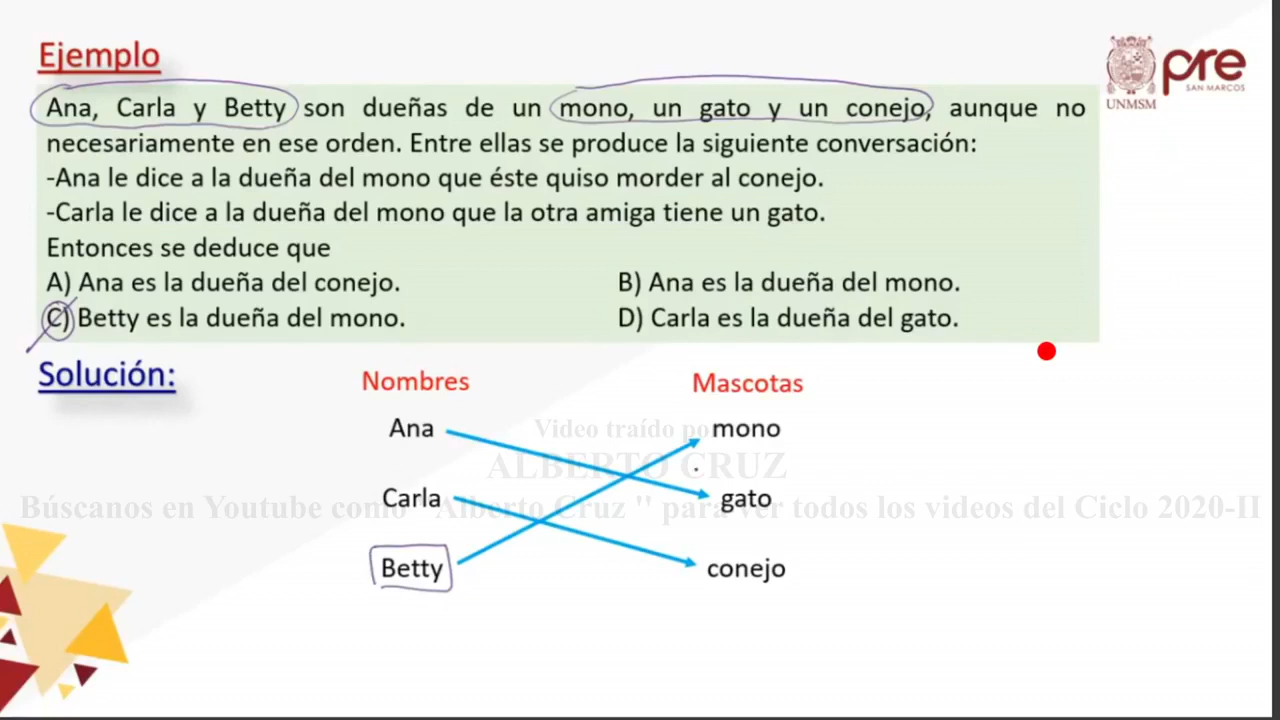 Ejemplo
UNMSM
pre
SAN MARCOS
Ana, Carla y Betty son dueñas de un mono, un gato y un conejo, aunque no
necesariamente en ese orden. Entre ellas se produce la siguiente conversación:
-Ana le dice a la dueña del mono que éste quiso morder al conejo.
-Carla le dice a la dueña del mono que la otra amiga tiene un gato.
Entonces se deduce que
A) Ana es la dueña del conejo. B) Ana es la dueña del mono.
C) Betty es la dueña del mono. D) Carla es la dueña del gato.
Solución:
Nombres Mascotas
Ana mono
Video traído por
ALBERTO CRUZ
Carla gato
Búscanos en Youtube como "Alberto Cruz " para ver todos los videos del Ciclo 2020-II
Betty conejo